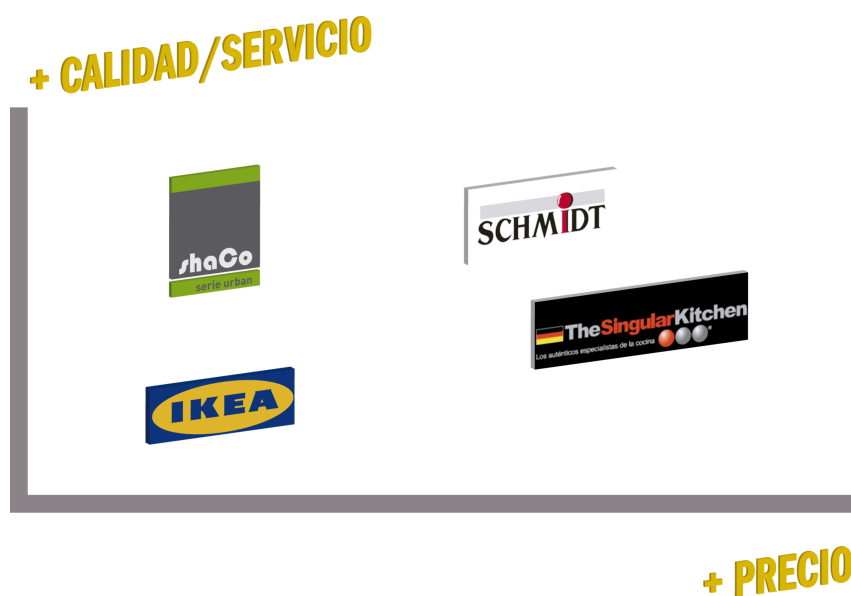 + CALIDAD/SERVICIO
shaCo
serie urban
SCHMIDT
TheSingularKitchen
Los auténticos especialistas de la cocina
®
IKEA
+ PRECIO